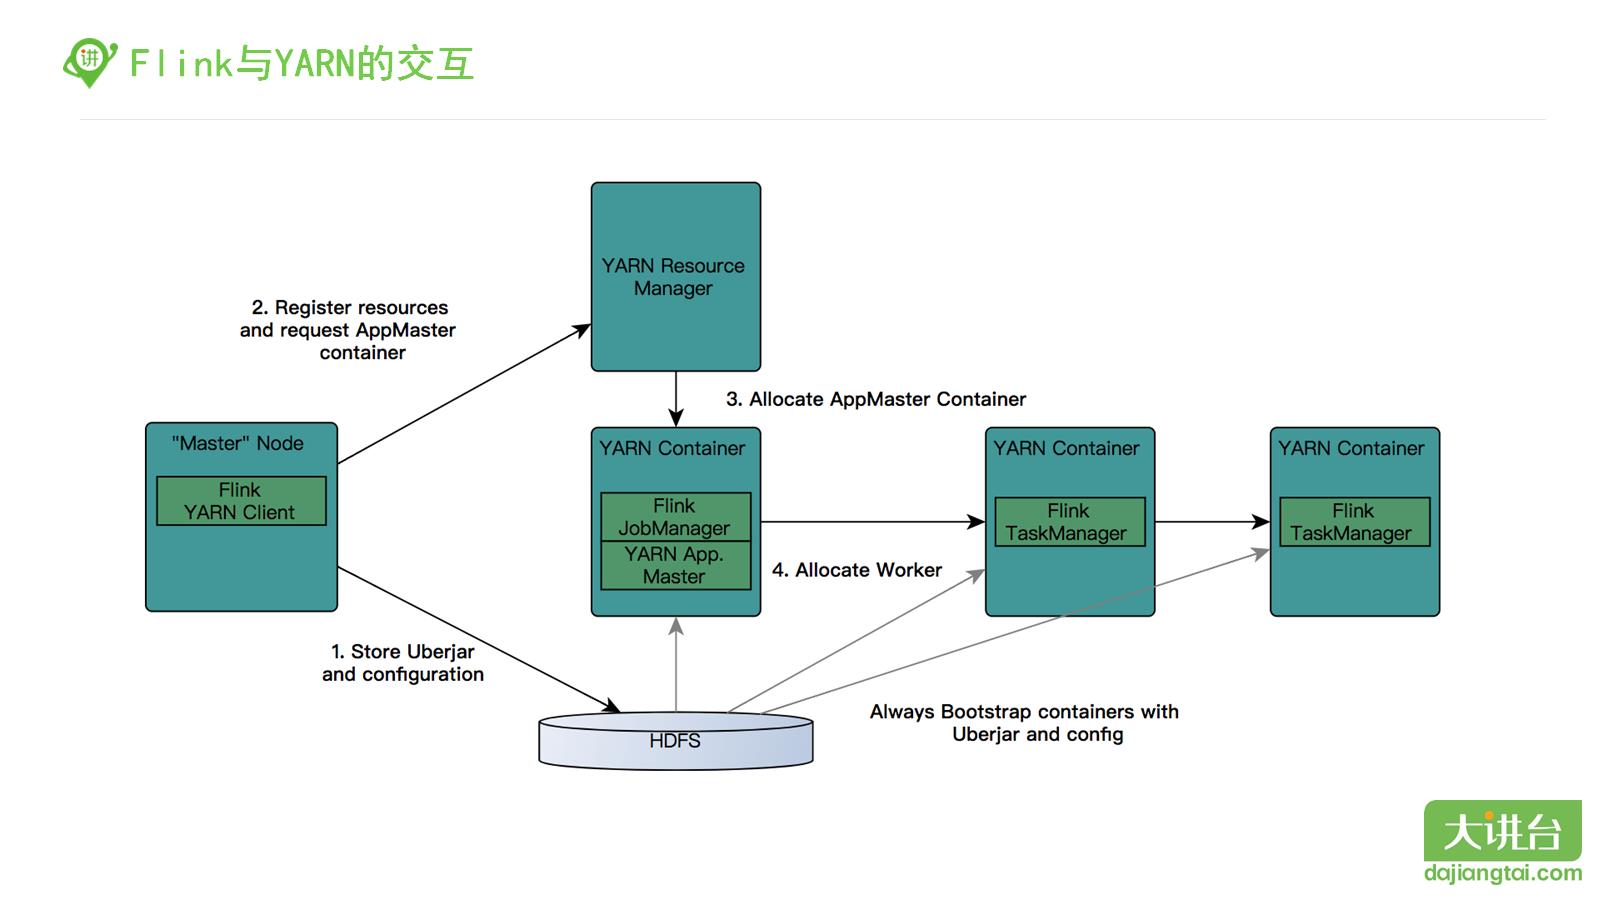 讲
Flink与YARN的交互
YARN Resource
Manager
2. Register resources
and request AppMaster
container
3. Allocate AppMaster Container
"Master" Node
Flink
YARN Client
YARN Container
Flink
JobManager
YARN App.
Master
YARN Container
Flink
TaskManager
YARN Container
Flink
TaskManager
4. Allocate Worker
1. Store Uberjar
and configuration
HDFS
Always Bootstrap containers with
Uberjar and config
大讲台
dajiangtai.com